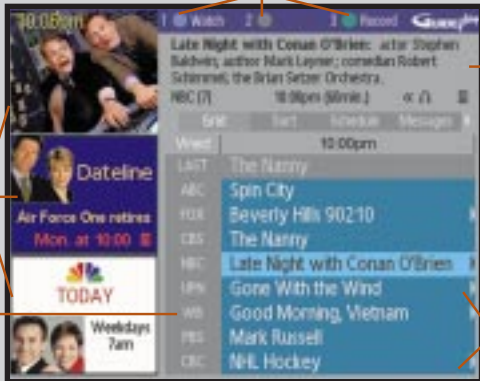 10:08pm
1 Watch 2 3 Record GUIDE
Late Night with Conan O'Brien: actor Stephen
Baldwin, author Mark Leyner; comedian Robert
Schimmel, the Brian Setzer Orchestra.
NBC (7) 10:00pm (60min.)
Grid Sort Schedule Messages
Wed 10:00pm
LAST The Nanny
ABC Spin City
FOX Beverly Hills 90210
CBS The Nanny
NBC Late Night with Conan O'Brien
UPN Gone With the Wind
WB Good Morning, Vietnam
PBS Mark Russell
CBC NHL Hockey
Dateline
Air Force One retires
Mon. at 10:00
TODAY
Weekdays
7am